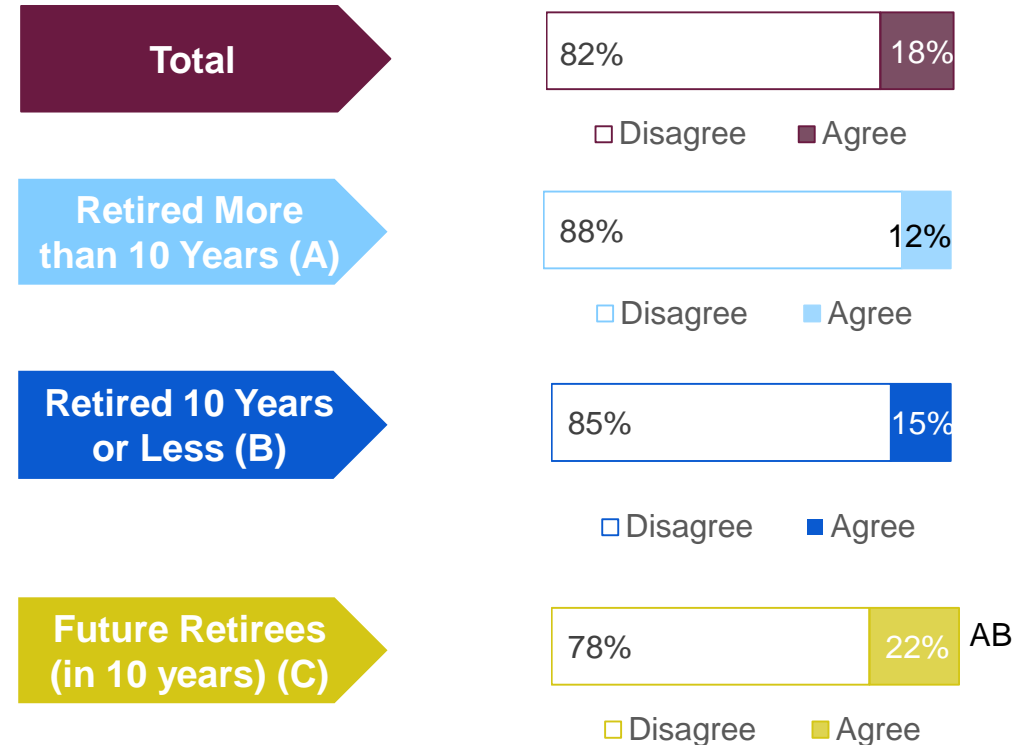 Total
82%
18%
Disagree
Agree
Retired More
than 10 Years (A)
88%
12%
Disagree
Agree
Retired 10 Years
or Less (B)
85%
15%
Disagree
Agree
Future Retirees
(in 10 years) (C)
78%
22%
AB
Disagree
Agree